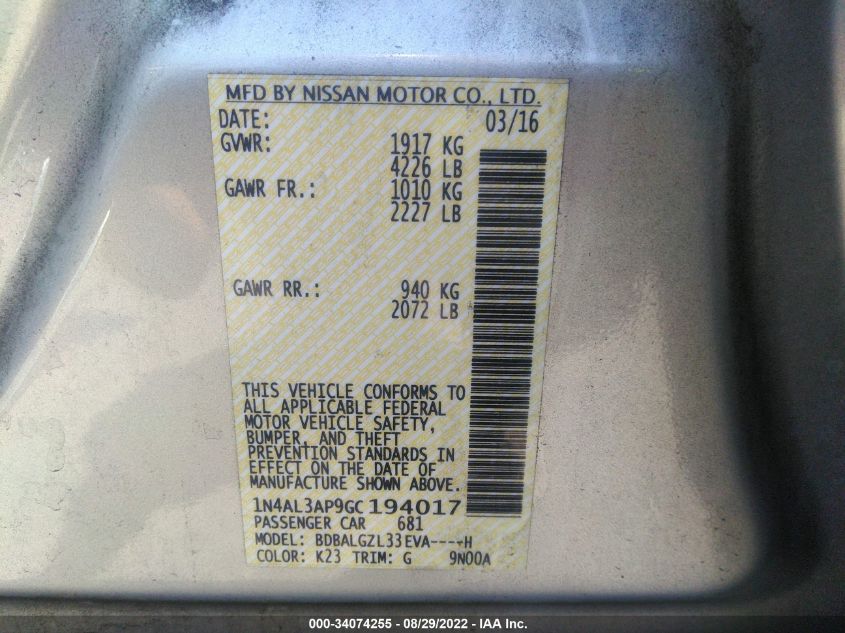 MFD BY NISSAN MOTOR CO., LTD.
DATE: 03/16
GVWR: 1917 KG
4226 LB
GAWR FR.: 1010 KG
2227 LB
GAWR RR.: 940 KG
2072 LB
THIS VEHICLE CONFORMS TO
ALL APPLICABLE FEDERAL
MOTOR VEHICLE SAFETY,
BUMPER, AND THEFT
PREVENTION STANDARDS IN
EFFECT ON THE DATE OF
MANUFACTURE SHOWN ABOVE.
1N4AL3AP9GC194017
PASSENGER CAR 681
MODEL: BDBALGZL33EVA----H
COLOR: K23 TRIM: G 9N00A
000-34074255 - 08/29/2022 - IAA Inc.